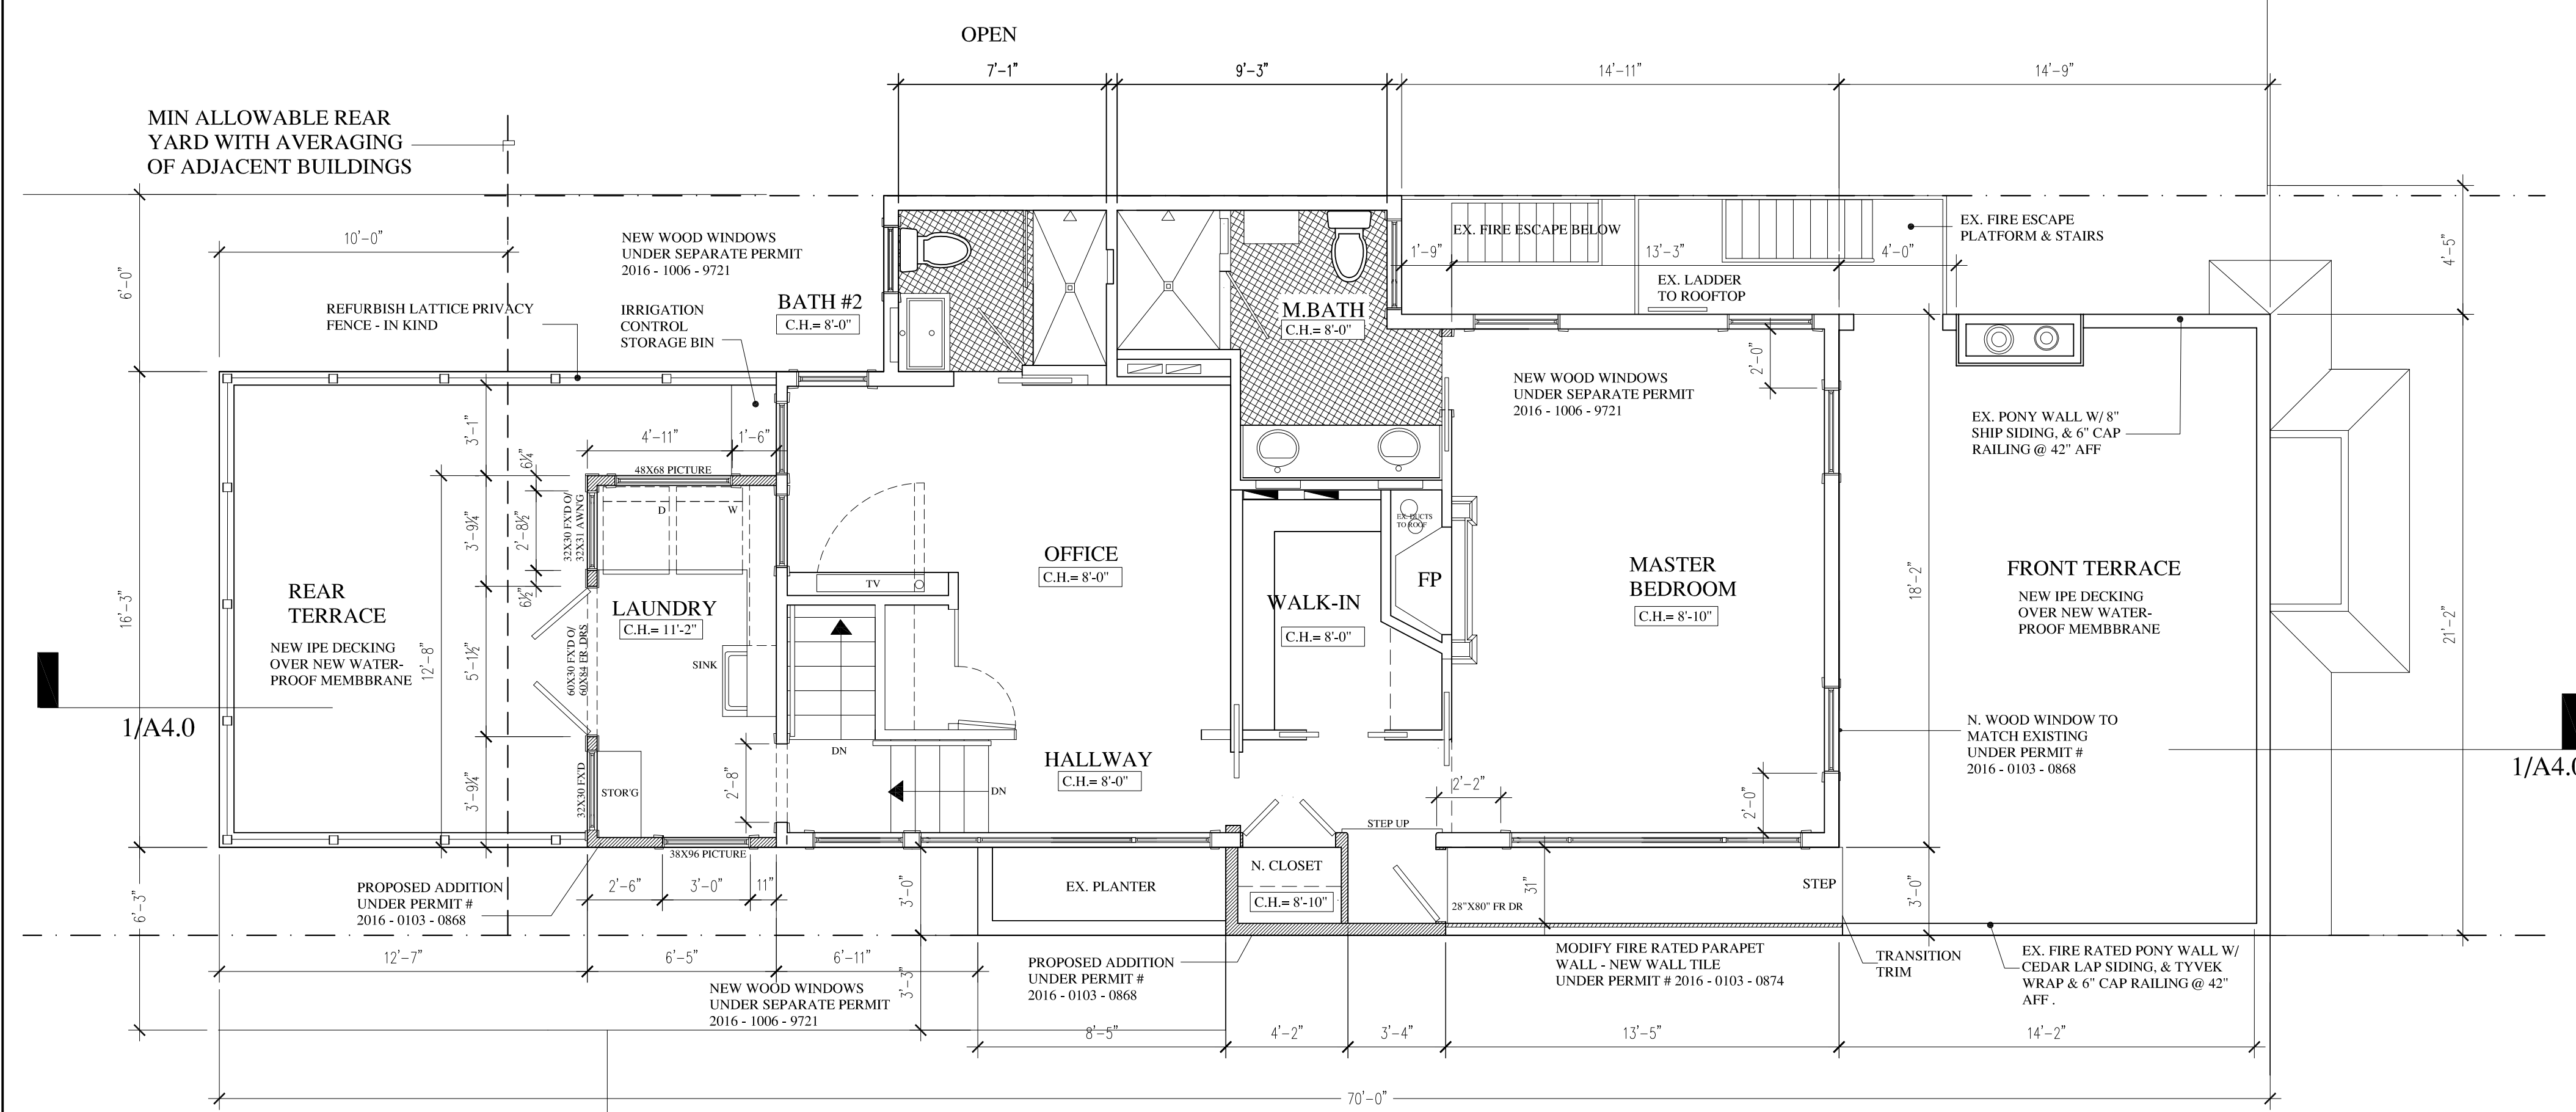 OPEN
7'-1"
9'-3"
14'-11"
14'-9"
MIN ALLOWABLE REAR
YARD WITH AVERAGING
OF ADJACENT BUILDINGS
6'-0"
10'-0"
NEW WOOD WINDOWS
UNDER SEPARATE PERMIT
2016 - 1006 - 9721
REFURBISH LATTICE PRIVACY
FENCE - IN KIND
IRRIGATION
CONTROL
STORAGE BIN
BATH #2
C.H.= 8'-0"
M.BATH
C.H.= 8'-0"
1'-9"
EX. FIRE ESCAPE BELOW
13'-3"
4'-0"
EX. LADDER
TO ROOFTOP
EX. FIRE ESCAPE
PLATFORM & STAIRS
4'-5"
2'-0"
NEW WOOD WINDOWS
UNDER SEPARATE PERMIT
2016 - 1006 - 9721
EX. PONY WALL W/ 8"
SHIP SIDING, & 6" CAP
RAILING @ 42" AFF
3'-1"
4'-11"
1'-6"
6¼"
48X68 PICTURE
3'-9¼"
2'-8½"
32X30 FX'D O/
32X31 AWN'G
D
W
6½"
EX. DUCTS
TO ROOF
OFFICE
C.H.= 8'-0"
TV
FP
MASTER
BEDROOM
C.H.= 8'-10"
18'-2"
FRONT TERRACE
NEW IPE DECKING
OVER NEW WATER-
PROOF MEMBBRANE
21'-2"
REAR
TERRACE
NEW IPE DECKING
OVER NEW WATER-
PROOF MEMBBRANE
16'-3"
12'-8"
5'-1½"
60X30 FX'D O/
60X84 FR. DRS
LAUNDRY
C.H.= 11'-2"
SINK
WALK-IN
C.H.= 8'-0"
1/A4.0
DN
HALLWAY
C.H.= 8'-0"
DN
N. WOOD WINDOW TO
MATCH EXISTING
UNDER PERMIT #
2016 - 0103 - 0868
1/A4.0
3'-9¼"
32X30 FX'D
STOR'G
2'-8"
2'-2"
2'-0"
STEP UP
38X96 PICTURE
6'-3"
PROPOSED ADDITION
UNDER PERMIT #
2016 - 0103 - 0868
2'-6"
3'-0"
11"
3'-0"
EX. PLANTER
N. CLOSET
C.H.= 8'-10"
28"X80" FR DR
31"
STEP
3'-0"
12'-7"
6'-5"
6'-11"
3'-3"
NEW WOOD WINDOWS
UNDER SEPARATE PERMIT
2016 - 1006 - 9721
PROPOSED ADDITION
UNDER PERMIT #
2016 - 0103 - 0868
MODIFY FIRE RATED PARAPET
WALL - NEW WALL TILE
UNDER PERMIT # 2016 - 0103 - 0874
TRANSITION
TRIM
EX. FIRE RATED PONY WALL W/
CEDAR LAP SIDING, & TYVEK
WRAP & 6" CAP RAILING @ 42"
AFF .
8'-5"
4'-2"
3'-4"
13'-5"
14'-2"
70'-0"